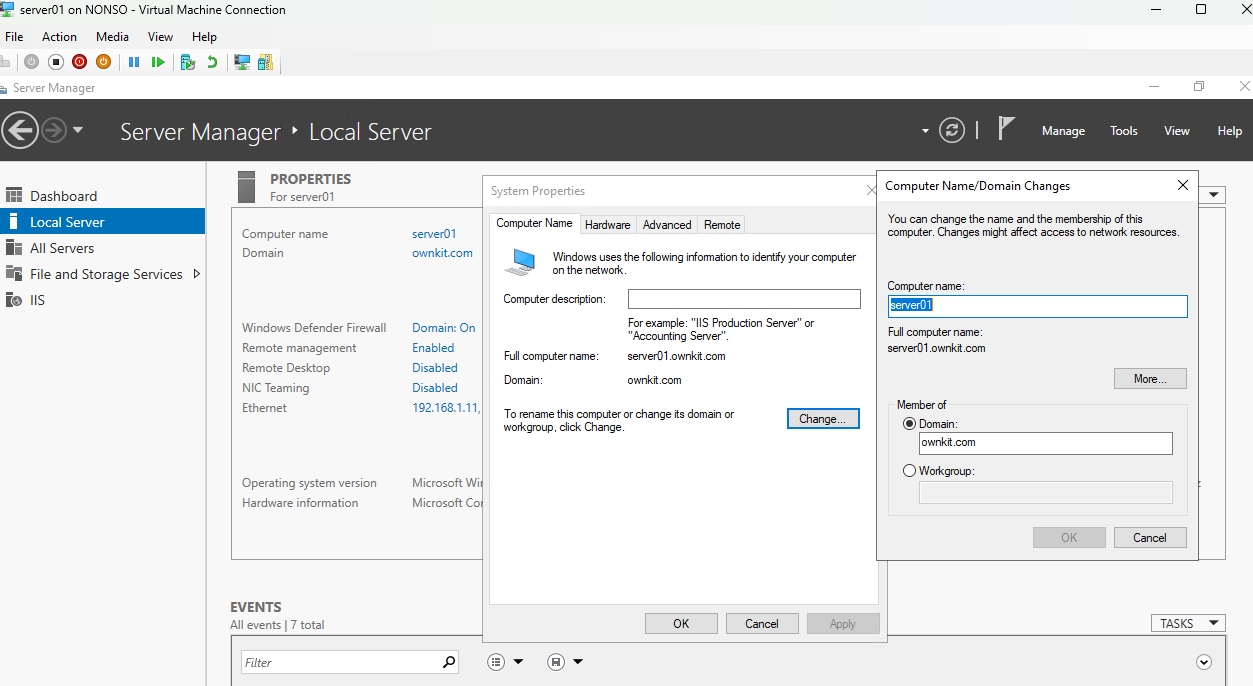 server01 on NONSO - Virtual Machine Connection
File Action Media View Help
Server Manager
Server Manager ‣ Local Server
Manage Tools View Help
Dashboard
Local Server
All Servers
File and Storage Services
IIS
PROPERTIES
For server01
Computer name server01
Domain ownkit.com
Windows Defender Firewall Domain: On
Remote management Enabled
Remote Desktop Disabled
NIC Teaming Disabled
Ethernet 192.168.1.11,
Operating system version Microsoft Wi
Hardware information Microsoft Co
System Properties
Computer Name Hardware Advanced Remote
Windows uses the following information to identify your computer
on the network.
Computer description:
For example: "IIS Production Server" or
"Accounting Server".
Full computer name: server01.ownkit.com
Domain: ownkit.com
To rename this computer or change its domain or
workgroup, click Change.
Change...
OK Cancel Apply
Computer Name/Domain Changes
You can change the name and the membership of this
computer. Changes might affect access to network resources.
Computer name:
server01
Full computer name:
server01.ownkit.com
More...
Member of
Domain:
ownkit.com
Workgroup:
OK Cancel
EVENTS
All events | 7 total
TASKS
Filter